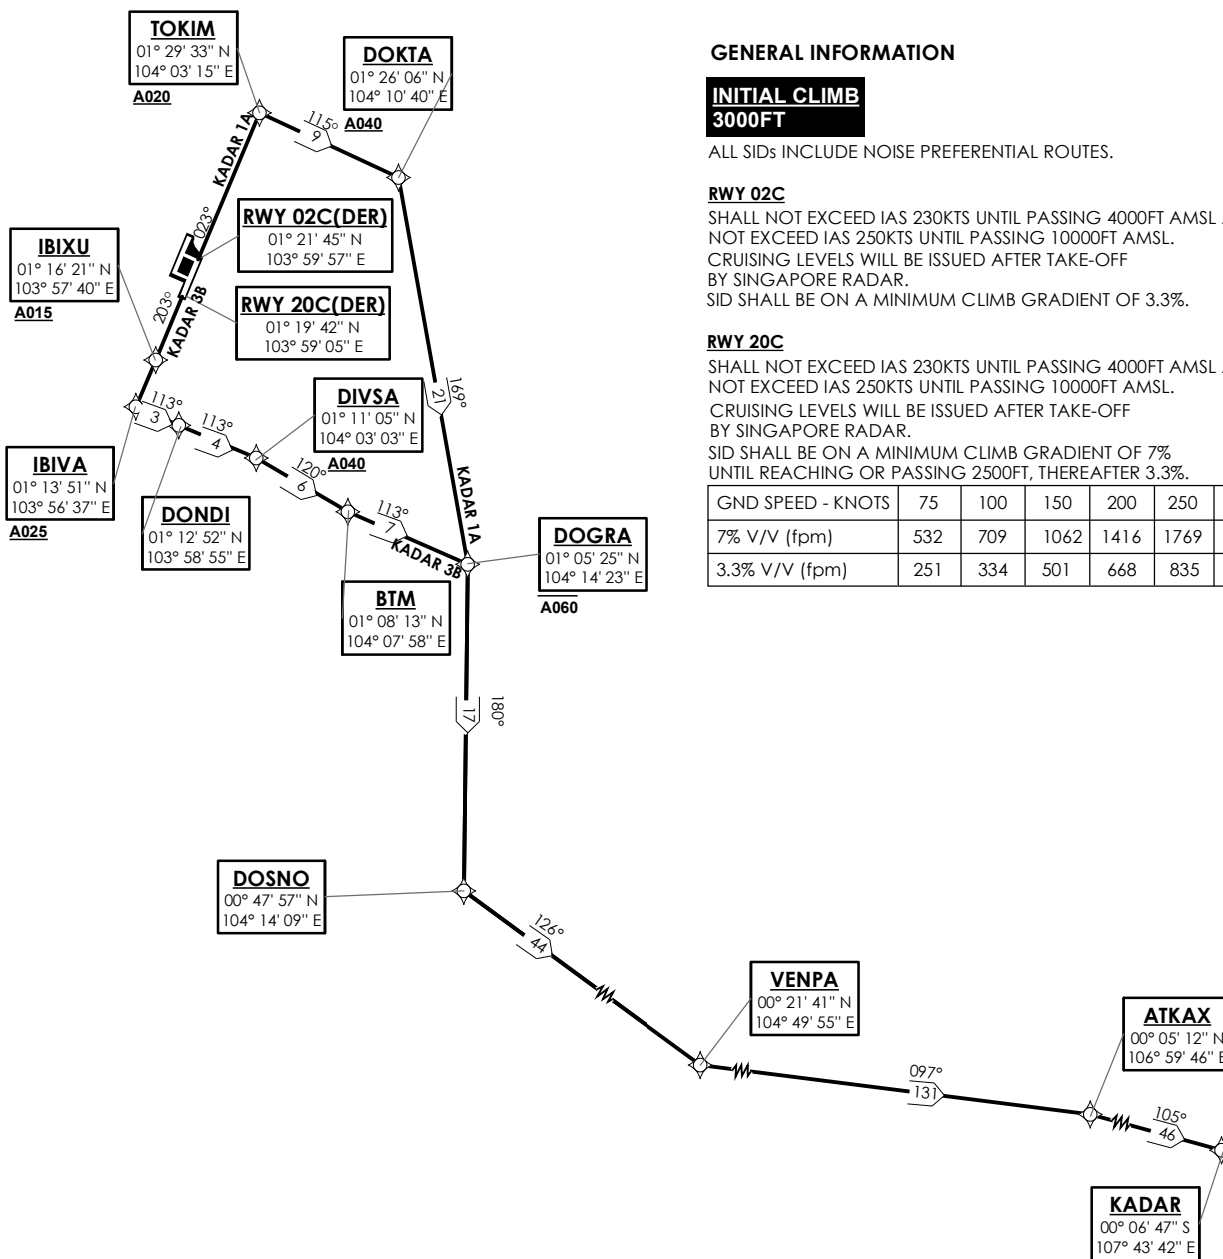 TOKIM
01° 29' 33" N
104° 03' 15" E
A020
DOKTA
01° 26' 06" N
104° 10' 40" E
A040
115°
9
KADAR 1A
023°
RWY 02C(DER)
01° 21' 45" N
103° 59' 57" E
IBIXU
01° 16' 21" N
103° 57' 40" E
A015
203°
KADAR 3B
RWY 20C(DER)
01° 19' 42" N
103° 59' 05" E
DIVSA
01° 11' 05" N
104° 03' 03" E
A040
169°
21
KADAR 1A
113°
3
113°
4
120°
6
113°
7
KADAR 3B
IBIVA
01° 13' 51" N
103° 56' 37" E
A025
DONDI
01° 12' 52" N
103° 58' 55" E
BTM
01° 08' 13" N
104° 07' 58" E
DOGRA
01° 05' 25" N
104° 14' 23" E
A060
180°
17
DOSNO
00° 47' 57" N
104° 14' 09" E
126°
44
VENPA
00° 21' 41" N
104° 49' 55" E
097°
131
ATKAX
00° 05' 12" N
106° 59' 46" E
105°
46
KADAR
00° 06' 47" S
107° 43' 42" E
GENERAL INFORMATION
INITIAL CLIMB
3000FT
ALL SIDs INCLUDE NOISE PREFERENTIAL ROUTES.
RWY 02C
SHALL NOT EXCEED IAS 230KTS UNTIL PASSING 4000FT AMSL
NOT EXCEED IAS 250KTS UNTIL PASSING 10000FT AMSL.
CRUISING LEVELS WILL BE ISSUED AFTER TAKE-OFF
BY SINGAPORE RADAR.
SID SHALL BE ON A MINIMUM CLIMB GRADIENT OF 3.3%.
RWY 20C
SHALL NOT EXCEED IAS 230KTS UNTIL PASSING 4000FT AMSL
NOT EXCEED IAS 250KTS UNTIL PASSING 10000FT AMSL.
CRUISING LEVELS WILL BE ISSUED AFTER TAKE-OFF
BY SINGAPORE RADAR.
SID SHALL BE ON A MINIMUM CLIMB GRADIENT OF 7%
UNTIL REACHING OR PASSING 2500FT, THEREAFTER 3.3%.
GND SPEED - KNOTS 75 100 150 200 250
7% V/V (fpm) 532 709 1062 1416 1769
3.3% V/V (fpm) 251 334 501 668 835